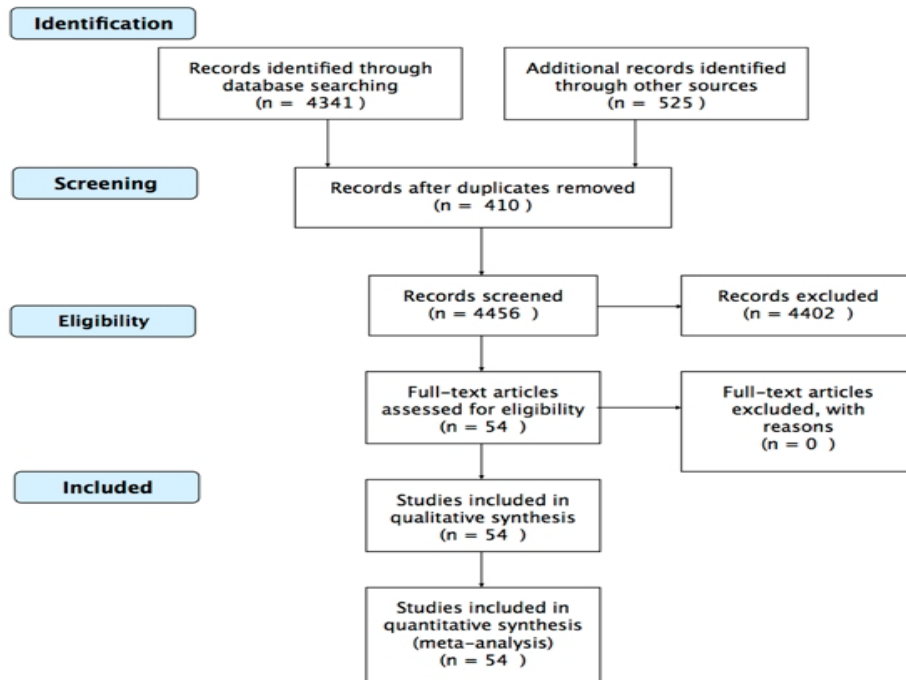 Identification
Records identified through
database searching
(n = 4341)
Additional records identified
through other sources
(n = 525)
Screening
Records after duplicates removed
(n = 410)
Records screened
(n = 4456 )
Records excluded
(n = 4402 )
Eligibility
Full-text articles
assessed for eligibility
(n = 54 )
Full-text articles
excluded, with
reasons
(n = 0 )
Included
Studies included in
qualitative synthesis
(n = 54 )
Studies included in
quantitative synthesis
(meta-analysis)
(n = 54 )